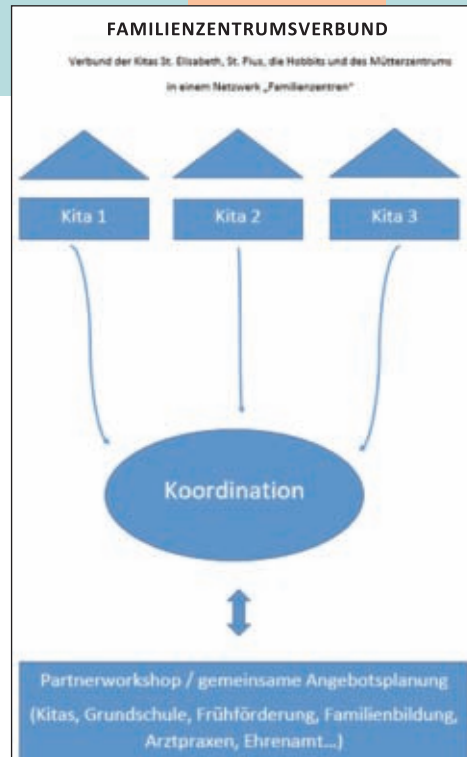 FAMILIENZENTRUMSVERBUND
Verbund der Kitas St. Elisabeth, St. Pius, die Hobbits und des Mütterzentrums
in einem Netzwerk „Familienzentren“
Kita 1 Kita 2 Kita 3
Koordination
Partnerworkshop / gemeinsame Angebotsplanung
(Kitas, Grundschule, Frühförderung, Familienbildung,
Arztpraxen, Ehrenamt...)